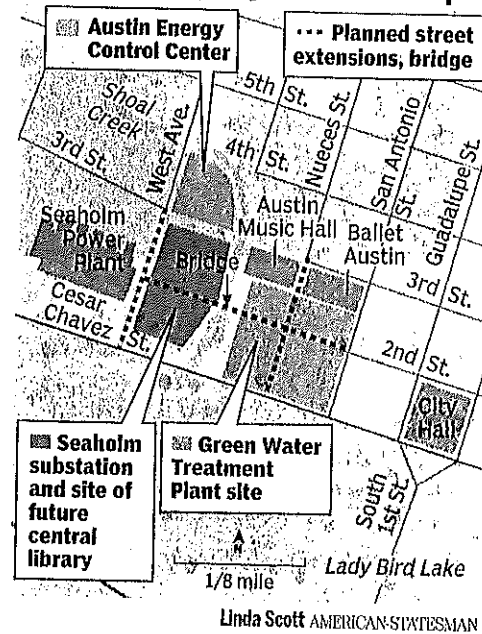 Austin Energy
Control Center
Planned street
extensions, bridge
Shoal
Creek
5th St.
4th St.
3rd St.
West Ave.
Nueces St.
San Antonio
St.
Guadalupe St.
Seaholm
Power
Plant
Austin
Music Hall
Ballet
Austin
Bridge
3rd St.
Cesar
Chavez St.
2nd St.
City
Hall
Seaholm
substation
and site of
future
central
library
Green Water
Treatment
Plant site
South
1st St.
N
1/8 mile
Lady Bird Lake
Linda Scott AMERICAN-STATESMAN